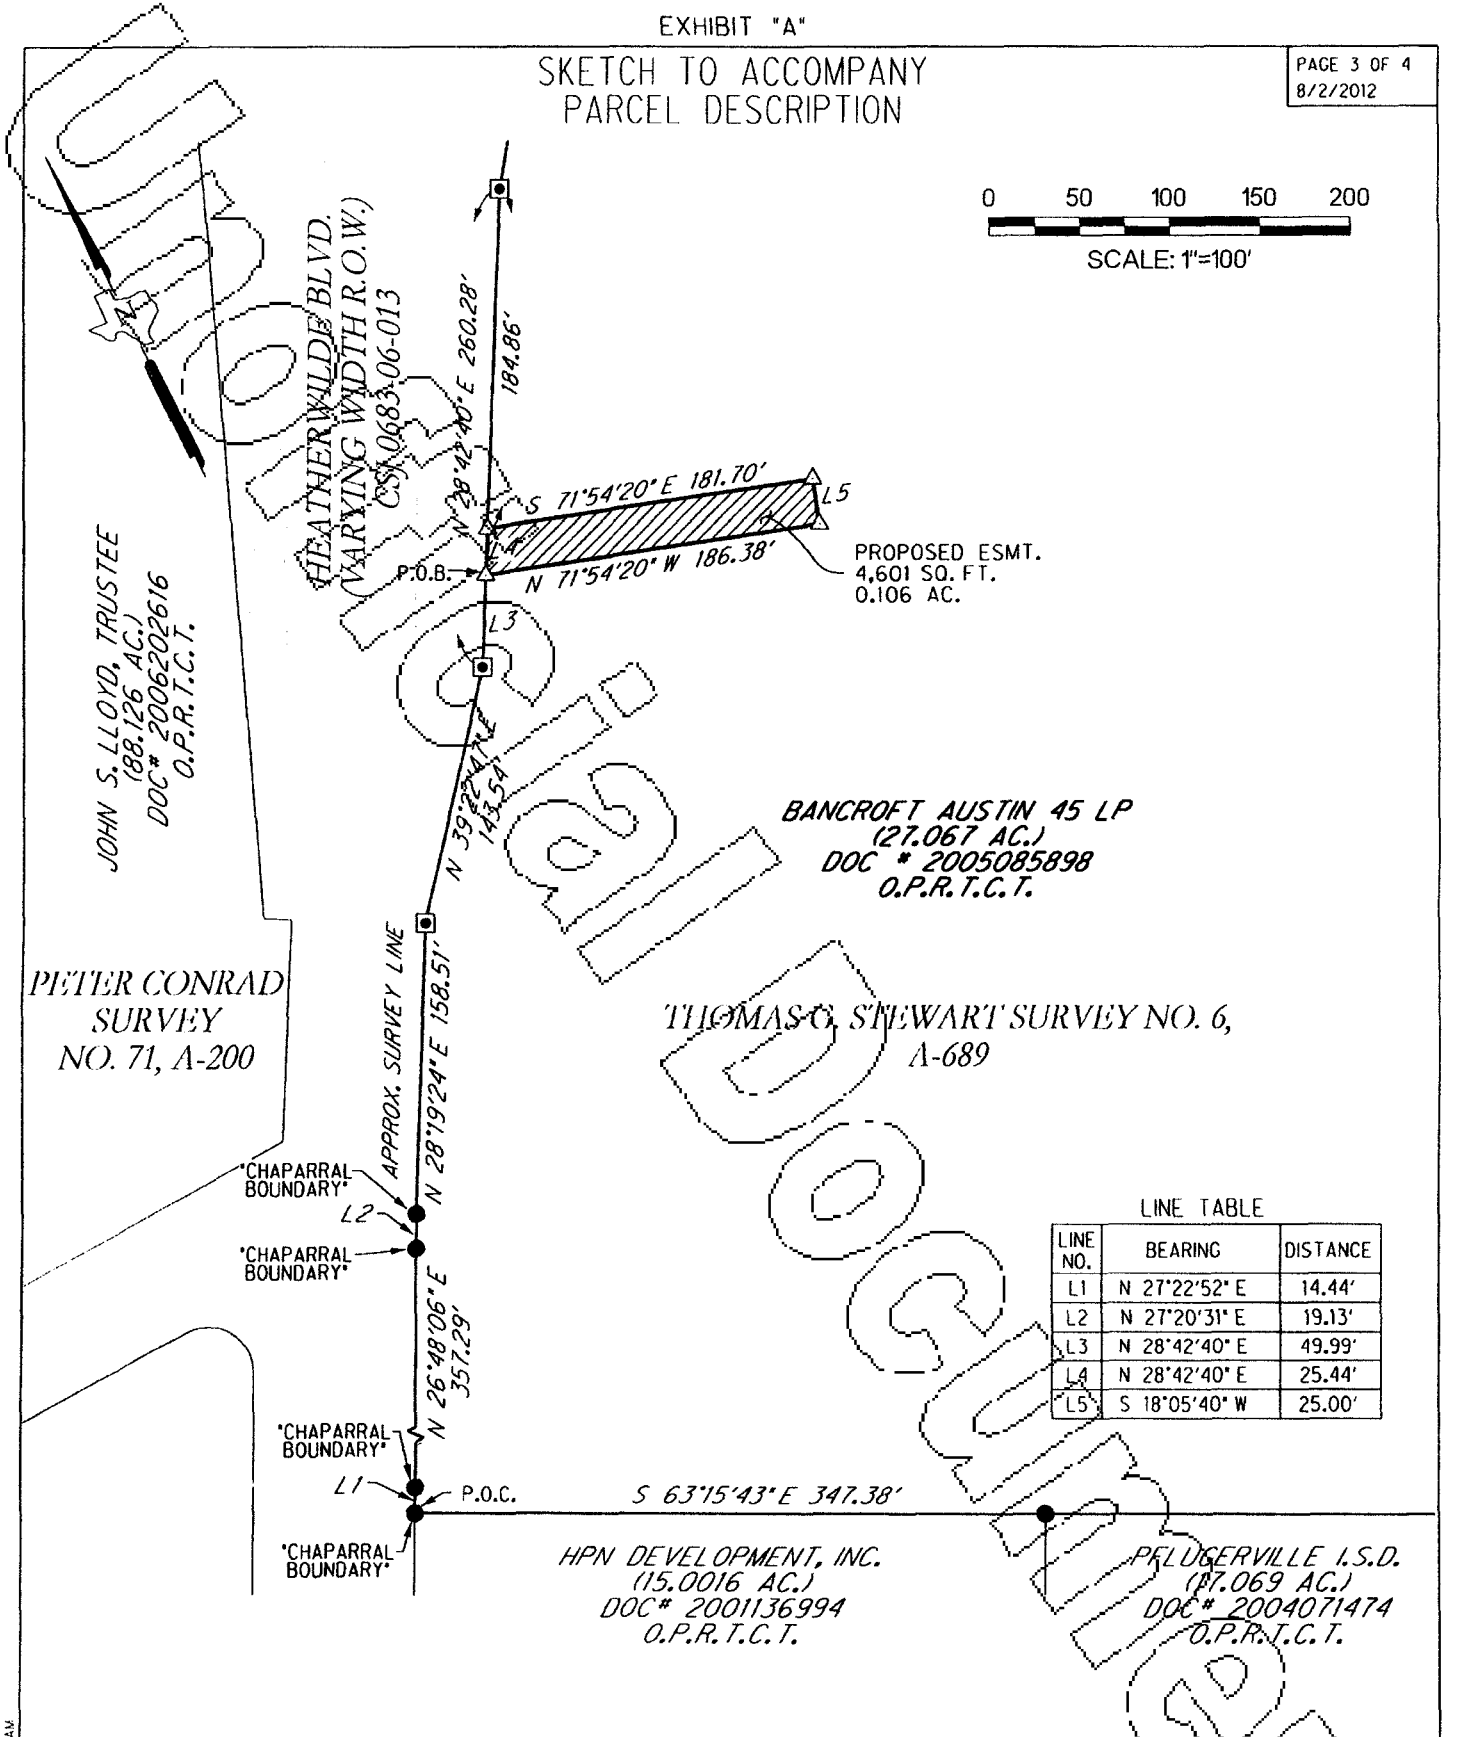 EXHIBIT "A"
SKETCH TO ACCOMPANY
PARCEL DESCRIPTION
PAGE 3 OF 4
8/2/2012
0 50 100 150 200
SCALE: 1"=100'
N
HEATHERWILDE BLVD.
(VARYING WIDTH R.O.W.)
CSJ 0683-06-013
N 28°42'40" E 260.28'
184.86'
S 71°54'20" E 181.70'
L5
L4
P.O.B.
N 71°54'20" W 186.38'
PROPOSED ESMT.
4,601 SQ. FT.
0.106 AC.
L3
JOHN S. LLOYD, TRUSTEE
(88.126 AC.)
DOC# 2006202616
O.P.R.T.C.T.
N 39°22'47" E
143.54'
BANCROFT AUSTIN 45 LP
(27.067 AC.)
DOC # 2005085898
O.P.R.T.C.T.
APPROX. SURVEY LINE
N 28°19'24" E 158.51'
PETER CONRAD
SURVEY
NO. 71, A-200
THOMAS G. STEWART SURVEY NO. 6,
A-689
"CHAPARRAL
BOUNDARY"
L2
"CHAPARRAL
BOUNDARY"
N 26°48'06" E
357.29'
LINE TABLE
LINE NO. BEARING DISTANCE
L1 N 27°22'52" E 14.44'
L2 N 27°20'31" E 19.13'
L3 N 28°42'40" E 49.99'
L4 N 28°42'40" E 25.44'
L5 S 18°05'40" W 25.00'
"CHAPARRAL
BOUNDARY"
L1
P.O.C.
S 63°15'43" E 347.38'
"CHAPARRAL
BOUNDARY"
HPN DEVELOPMENT, INC.
(15.0016 AC.)
DOC# 2001136994
O.P.R.T.C.T.
PFLUGERVILLE I.S.D.
(17.069 AC.)
DOC# 2004071474
O.P.R.T.C.T.
Unofficial Docume
AM